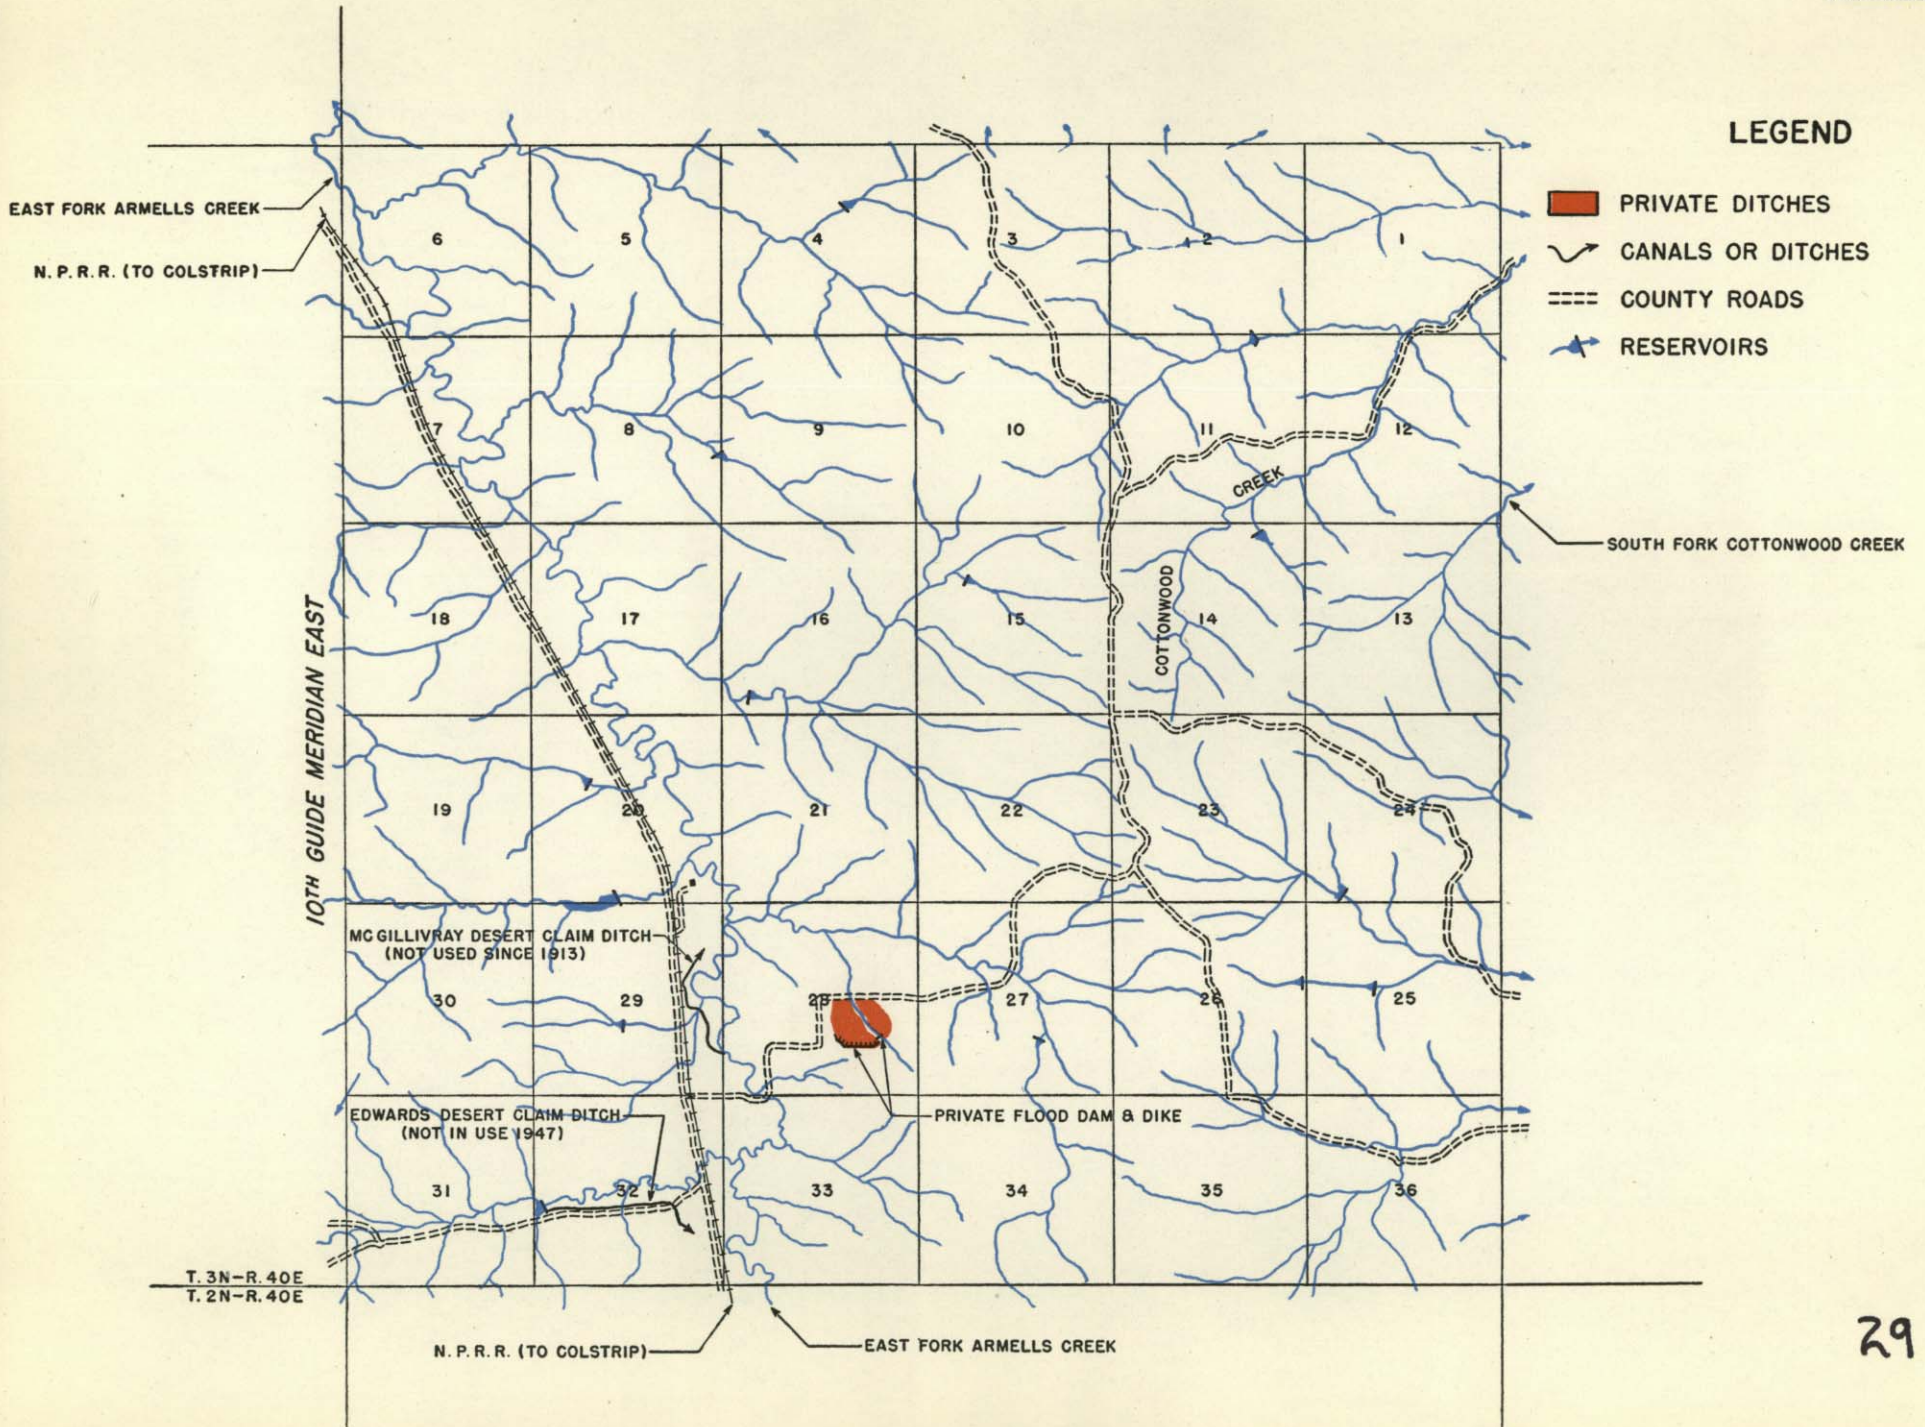 LEGEND
PRIVATE DITCHES
CANALS OR DITCHES
COUNTY ROADS
RESERVOIRS
EAST FORK ARMELLS CREEK
N. P. R. R. (TO COLSTRIP)
6
5
4
3
2
1
7
8
9
10
11
12
CREEK
SOUTH FORK COTTONWOOD CREEK
10TH GUIDE MERIDIAN EAST
18
17
16
15
COTTONWOOD
14
13
19
20
21
22
23
24
MC GILLIVRAY DESERT CLAIM DITCH
(NOT USED SINCE 1913)
30
29
28
27
26
25
EDWARDS DESERT CLAIM DITCH
(NOT IN USE 1947)
PRIVATE FLOOD DAM & DIKE
31
32
33
34
35
36
T. 3N-R. 40E
T. 2N-R. 40E
N. P. R. R. (TO COLSTRIP)
EAST FORK ARMELLS CREEK
29